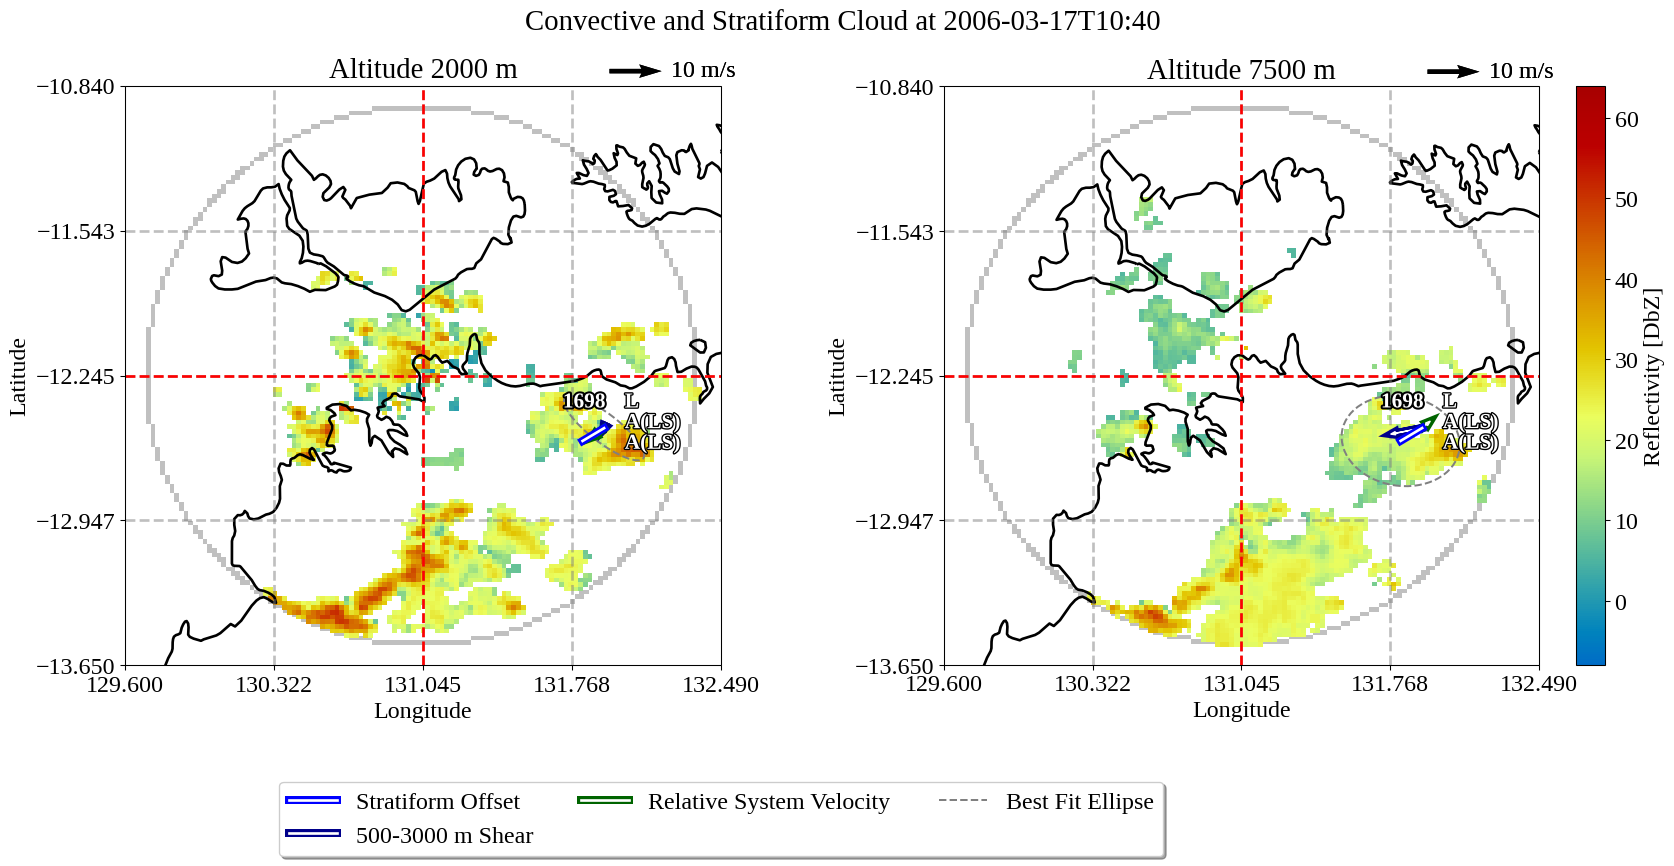 Convective and Stratiform Cloud at 2006-03-17T10:40
Altitude 2000 m
10 m/s
−10.840
−11.543
−12.245
−12.947
−13.650
129.600
130.322
131.045
131.768
132.490
Latitude
Longitude
1698
L
A(LS)
A(LS)
Altitude 7500 m
10 m/s
−10.840
−11.543
−12.245
−12.947
−13.650
129.600
130.322
131.045
131.768
132.490
Latitude
Longitude
1698
L
A(LS)
A(LS)
60
50
40
30
20
10
0
Reflectivity [DbZ]
Stratiform Offset
500-3000 m Shear
Relative System Velocity
Best Fit Ellipse